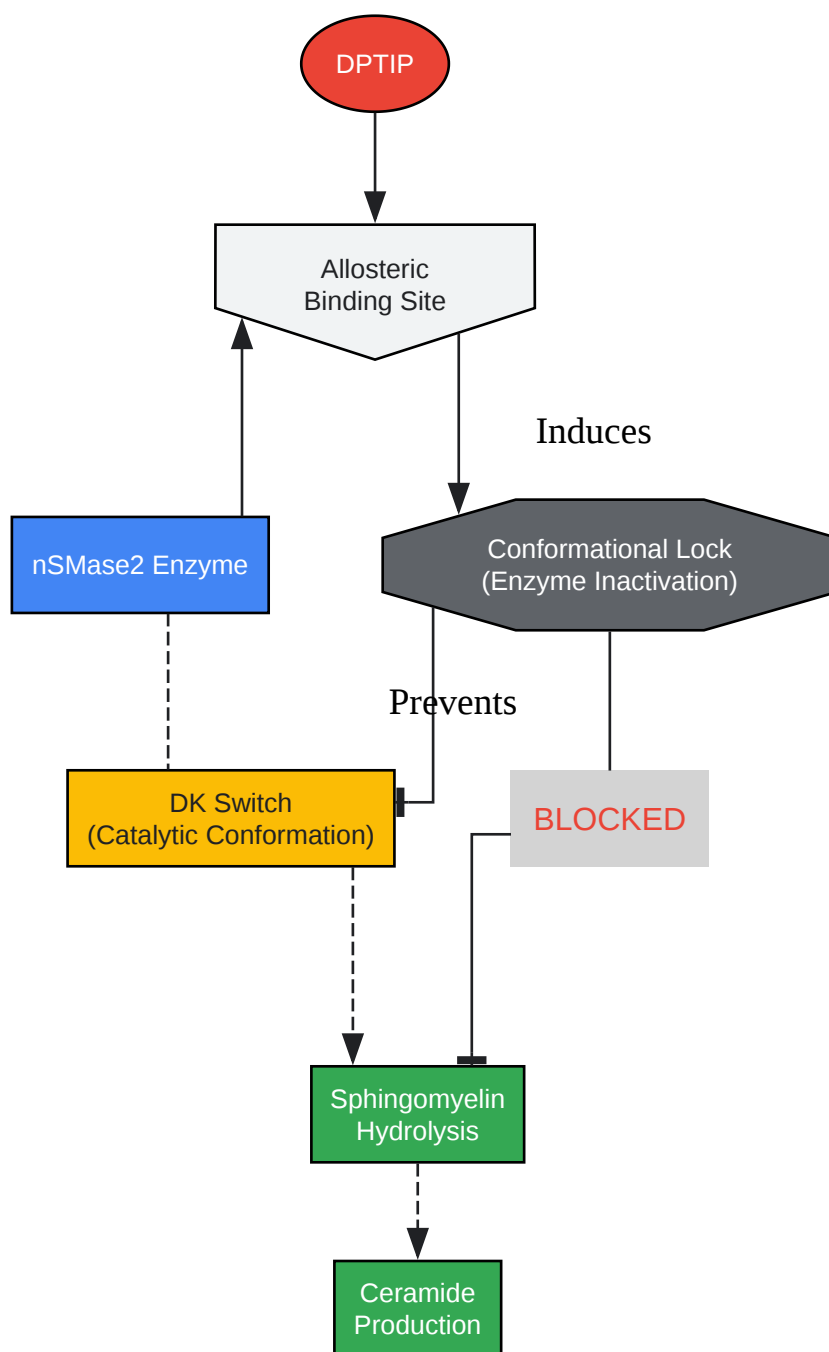 DPTIP
Allosteric
Binding Site
Induces
nSMase2 Enzyme
Conformational Lock
(Enzyme Inactivation)
Prevents
DK Switch
(Catalytic Conformation)
BLOCKED
Sphingomyelin
Hydrolysis
Ceramide
Production